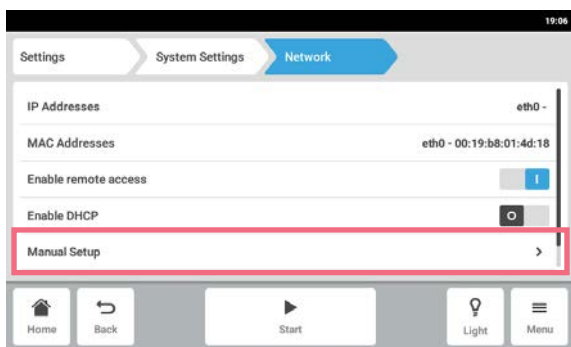 19:06
Settings System Settings Network
IP Addresses eth0 -
MAC Addresses eth0 - 00:19:b8:01:4d:18
Enable remote access I
Enable DHCP O
Manual Setup >
Home Back Start Light Menu